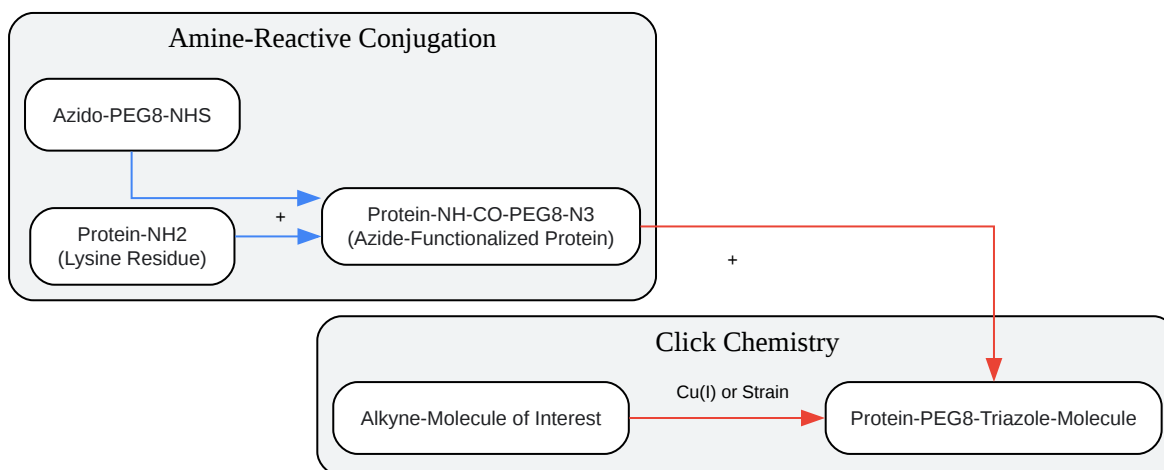 Amine-Reactive Conjugation
Azido-PEG8-NHS
Protein-NH2
(Lysine Residue)
+
Protein-NH-CO-PEG8-N3
(Azide-Functionalized Protein)
+
Click Chemistry
Alkyne-Molecule of Interest
Cu(I) or Strain
Protein-PEG8-Triazole-Molecule